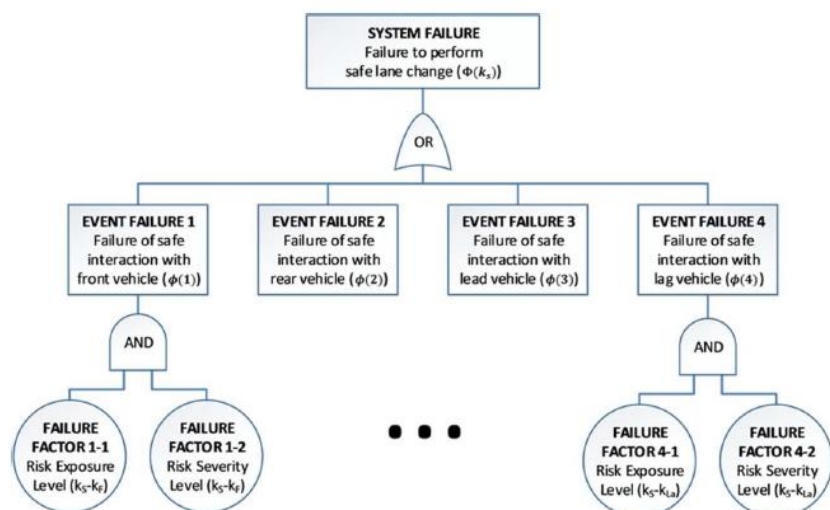 SYSTEM FAILURE
Failure to perform
safe lane change (Φ(kₛ))
OR
EVENT FAILURE 1
Failure of safe
interaction with
front vehicle (ϕ(1))
EVENT FAILURE 2
Failure of safe
interaction with
rear vehicle (ϕ(2))
EVENT FAILURE 3
Failure of safe
interaction with
lead vehicle (ϕ(3))
EVENT FAILURE 4
Failure of safe
interaction with
lag vehicle (ϕ(4))
AND
AND
FAILURE
FACTOR 1-1
Risk Exposure
Level (kS-kF)
FAILURE
FACTOR 1-2
Risk Severity
Level (kS-kF)
FAILURE
FACTOR 4-1
Risk Exposure
Level (kS-kLa)
FAILURE
FACTOR 4-2
Risk Severity
Level (kS-kLa)